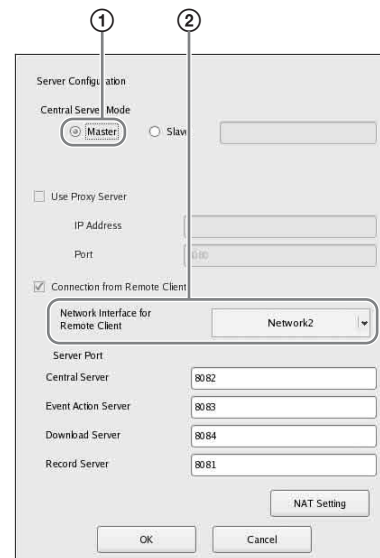 1 2
Server Configuration
Central Server Mode
Master Slave
Use Proxy Server
IP Address
Port 8080
Connection from Remote Client
Network Interface for
Remote Client
Network2
Server Port
Central Server 8082
Event Action Server 8083
Download Server 8084
Record Server 8081
NAT Setting
OK Cancel